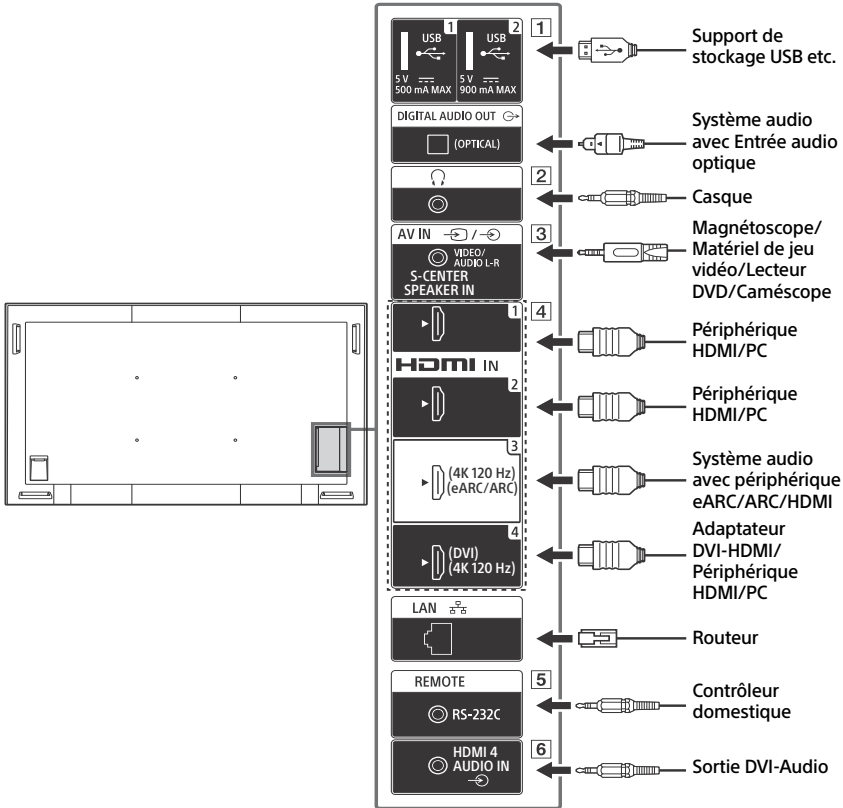 1
USB
5 V
500 mA MAX
2
USB
5 V
900 mA MAX
1
Support de
stockage USB etc.
DIGITAL AUDIO OUT
(OPTICAL)
Système audio
avec Entrée audio
optique
2
Casque
AV IN
/
VIDEO/
AUDIO L-R
S-CENTER
SPEAKER IN
3
Magnétoscope/
Matériel de jeu
vidéo/Lecteur
DVD/Caméscope
1
4
Périphérique
HDMI/PC
HDMI IN
2
Périphérique
HDMI/PC
3
(4K 120 Hz)
(eARC/ARC)
Système audio
avec périphérique
eARC/ARC/HDMI
4
(DVI)
(4K 120 Hz)
Adaptateur
DVI-HDMI/
Périphérique
HDMI/PC
LAN
Routeur
REMOTE
RS-232C
5
Contrôleur
domestique
HDMI 4
AUDIO IN
6
Sortie DVI-Audio